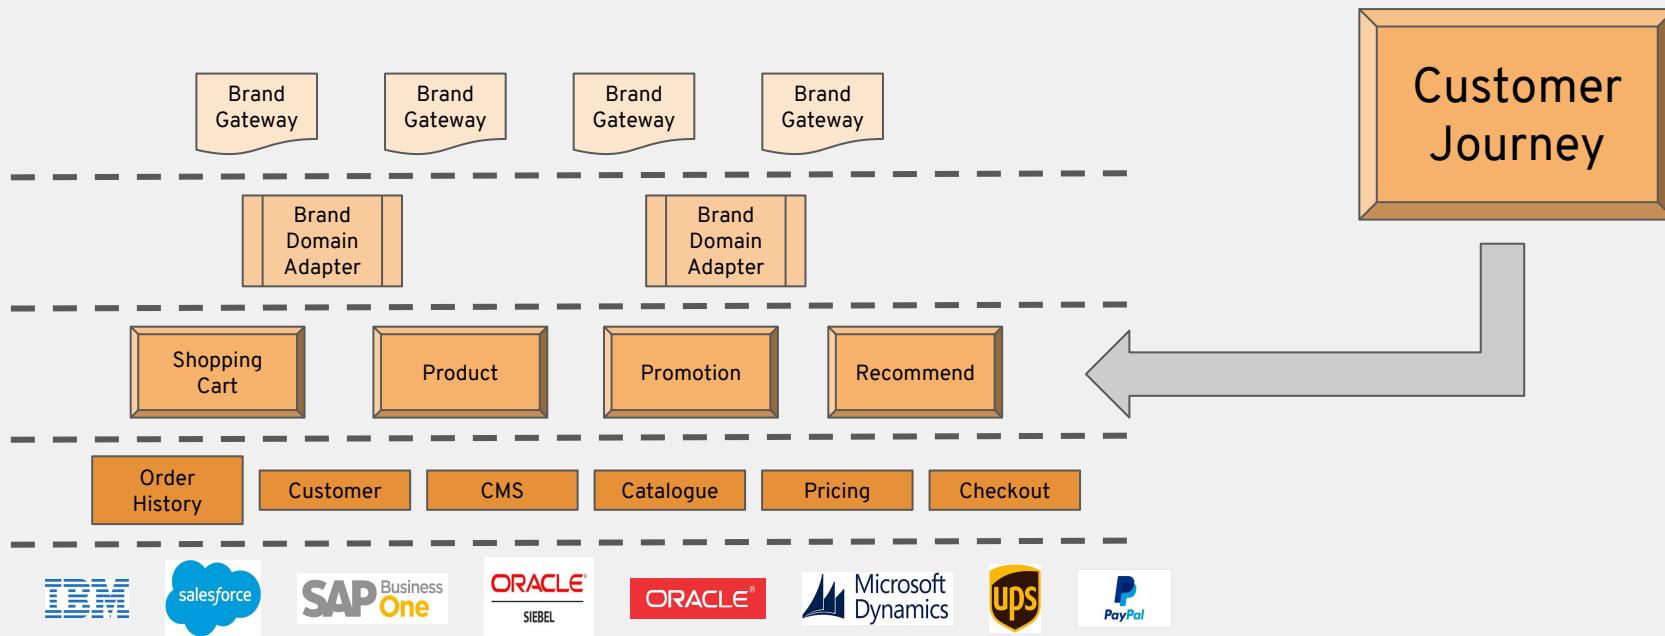 Customer
Journey
Brand
Gateway
Brand
Gateway
Brand
Gateway
Brand
Gateway
Brand
Domain
Adapter
Brand
Domain
Adapter
Shopping
Cart
Product
Promotion
Recommend
Order
History
Customer
CMS
Catalogue
Pricing
Checkout
IBM
salesforce
SAP Business
One
ORACLE®
SIEBEL
ORACLE®
Microsoft
Dynamics
ups
PayPal